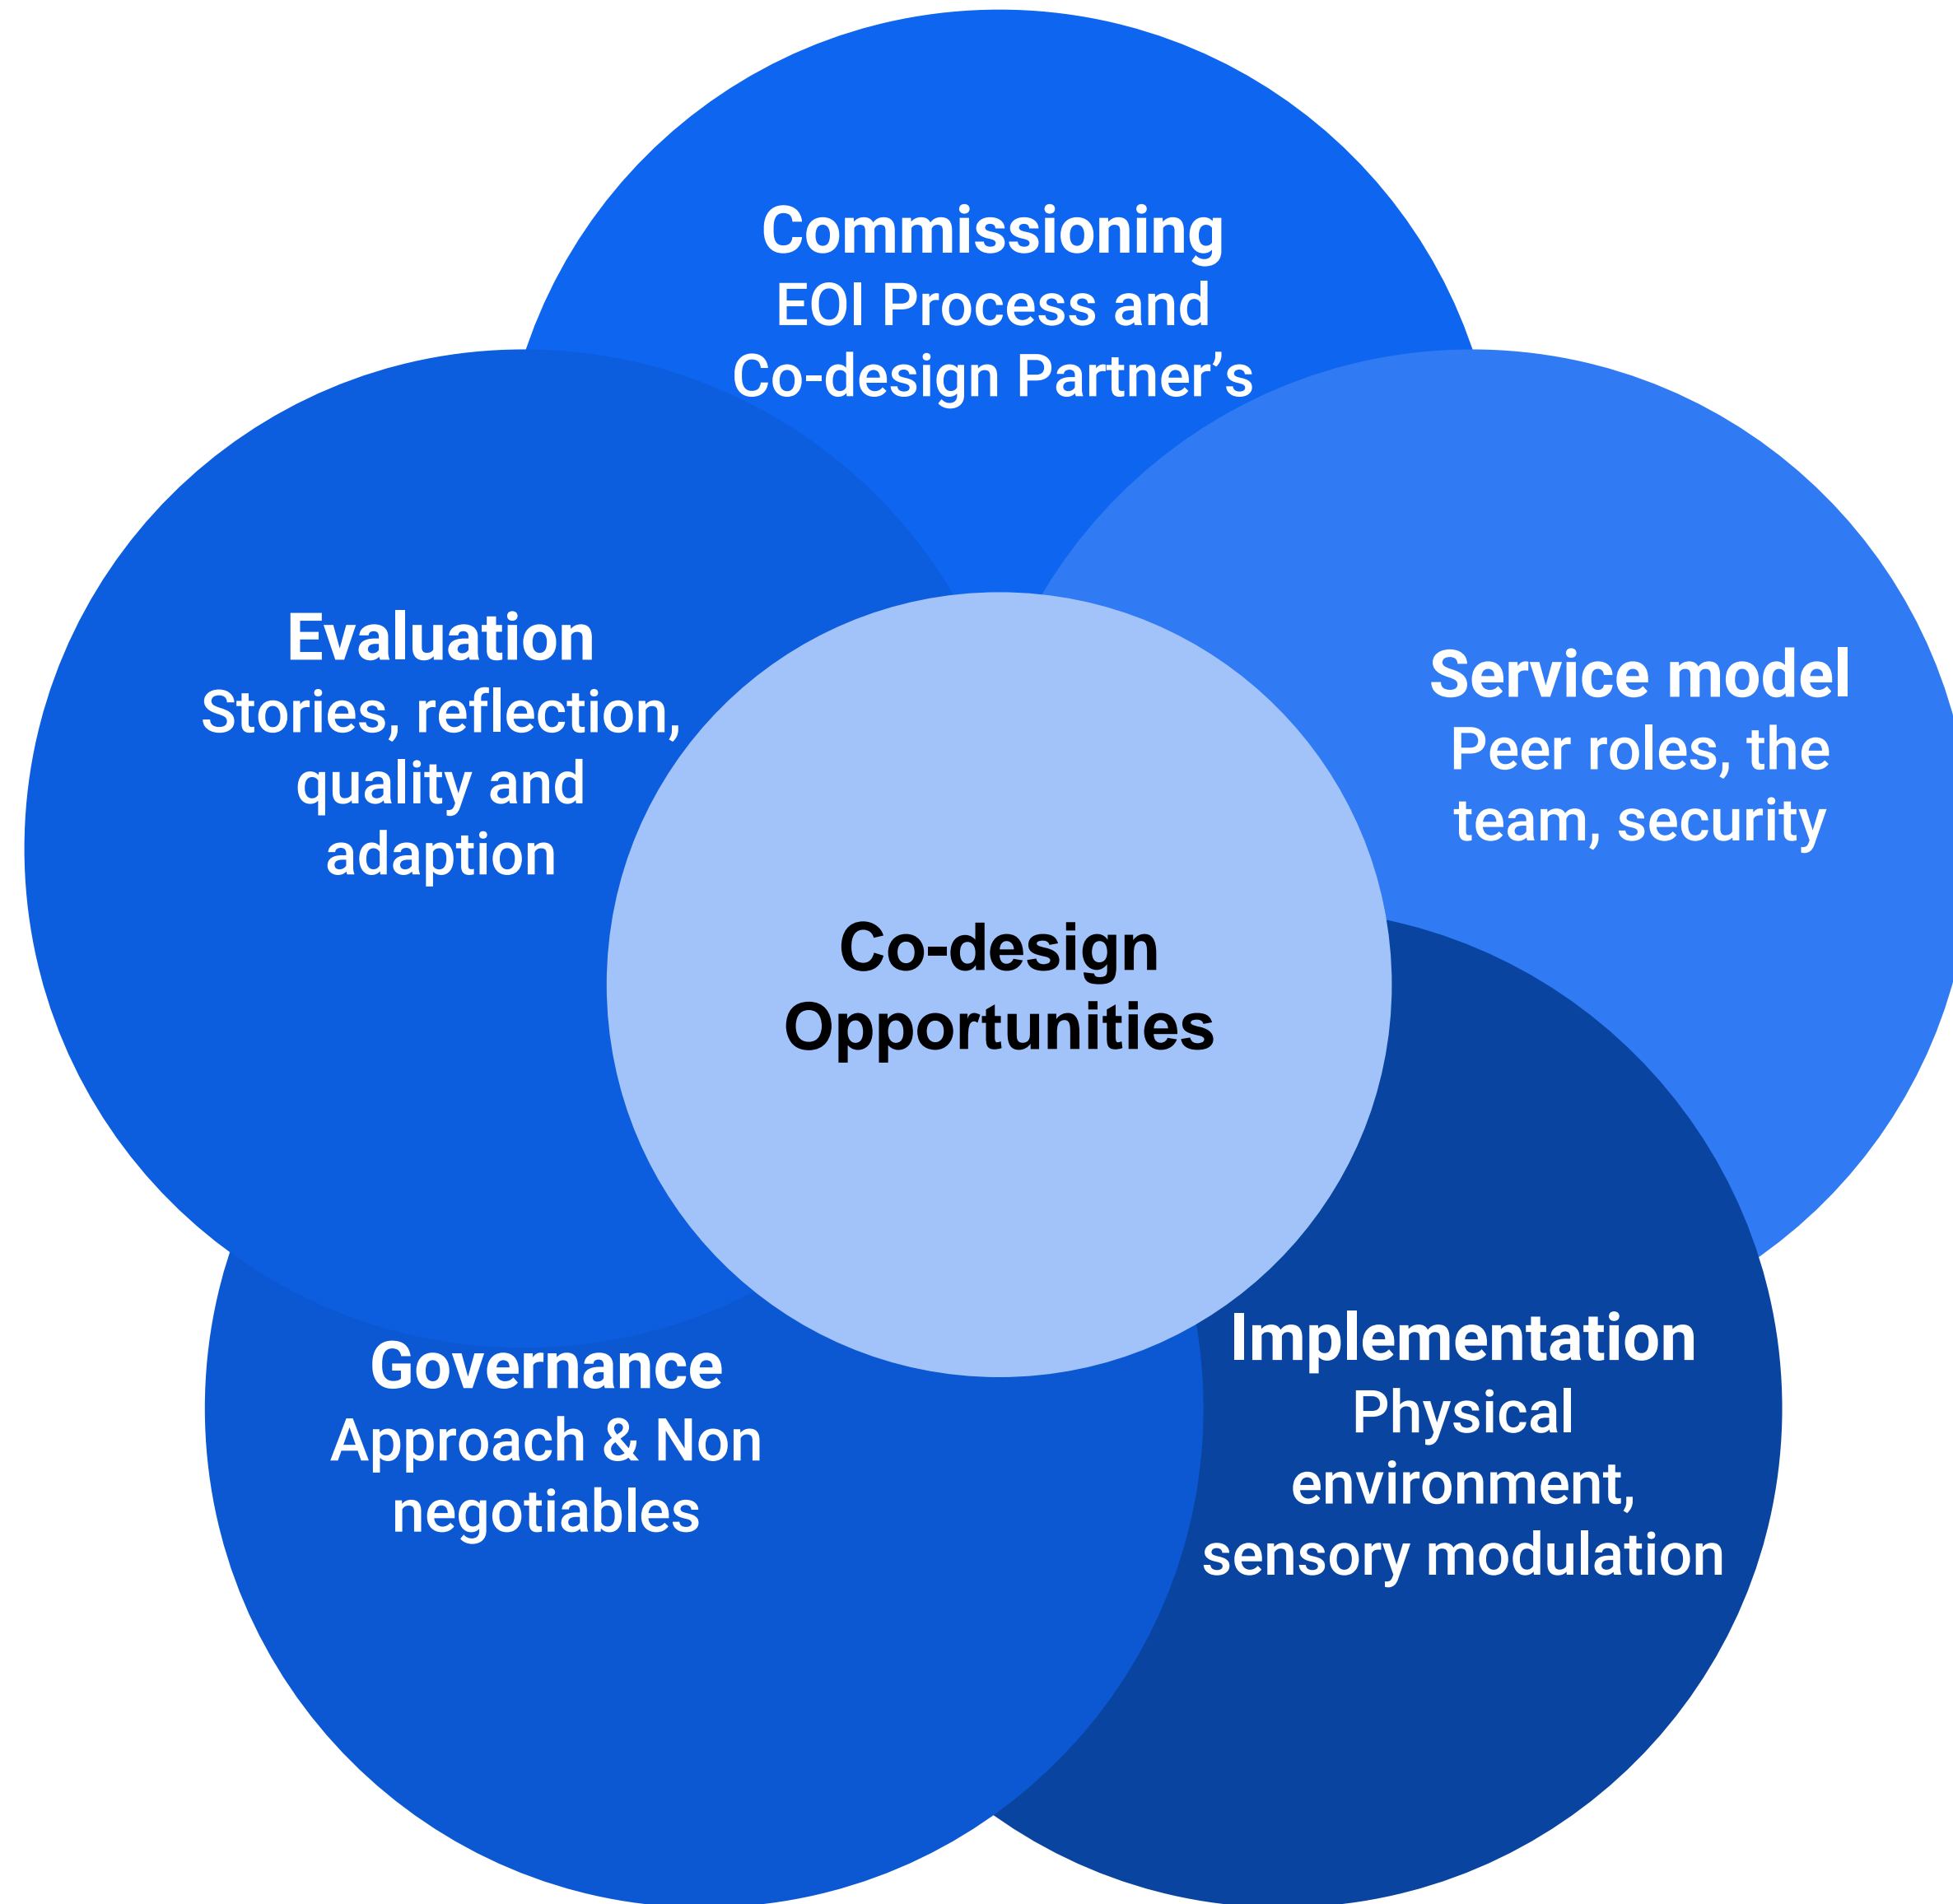 Commissioning
EOI Process and
Co-design Partner’s
Evaluation
Stories, reflection,
quality and
adaption
Service model
Peer roles, the
team, security
Co-design
Opportunities
Governance
Approach & Non
negotiables
Implementation
Physical
environment,
sensory modulation